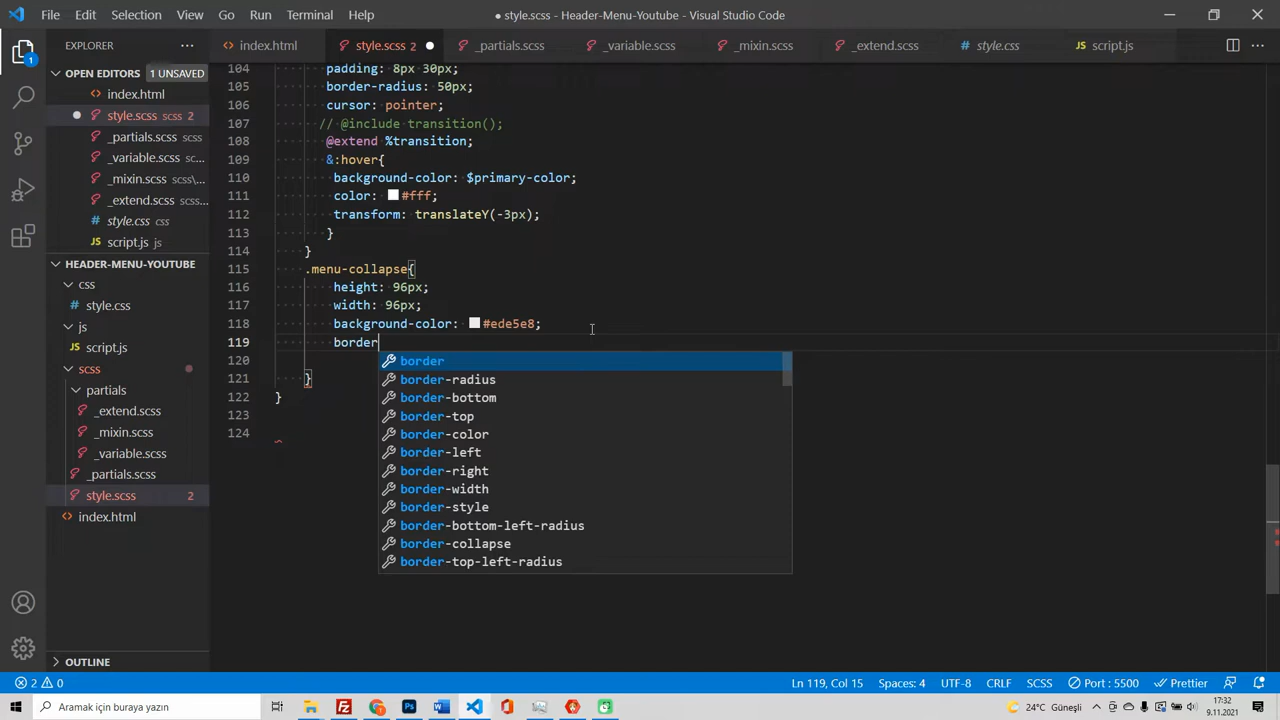 File Edit Selection View Go Run Terminal Help
● style.scss - Header-Menu-Youtube - Visual Studio Code
EXPLORER ···
index.html
style.scss 2 ●
_partials.scss
_variable.scss
_mixin.scss
_extend.scss
style.css
script.js
OPEN EDITORS 1 UNSAVED
index.html
style.scss scss 2
_partials.scss scss
_variable.scss sc...
_mixin.scss scss\...
_extend.scss scss...
style.css css
script.js js
HEADER-MENU-YOUTUBE
css
style.css
js
script.js
scss
partials
_extend.scss
_mixin.scss
_variable.scss
_partials.scss
style.scss 2
index.html
OUTLINE
104 padding: 8px 30px;
105 border-radius: 50px;
106 cursor: pointer;
107 // @include transition();
108 @extend %transition;
109 &:hover{
110 background-color: $primary-color;
111 color: #fff;
112 transform: translateY(-3px);
113 }
114 }
115 .menu-collapse{
116 height: 96px;
117 width: 96px;
118 background-color: #ede5e8;
119 border
120
121 }
122 }
123
124
border
border-radius
border-bottom
border-top
border-color
border-left
border-right
border-width
border-style
border-bottom-left-radius
border-collapse
border-top-left-radius
1
2 0 Ln 119, Col 15 Spaces: 4 UTF-8 CRLF SCSS Port : 5500 Prettier
Aramak için buraya yazın
24°C Güneşli
17:32
9.11.2021